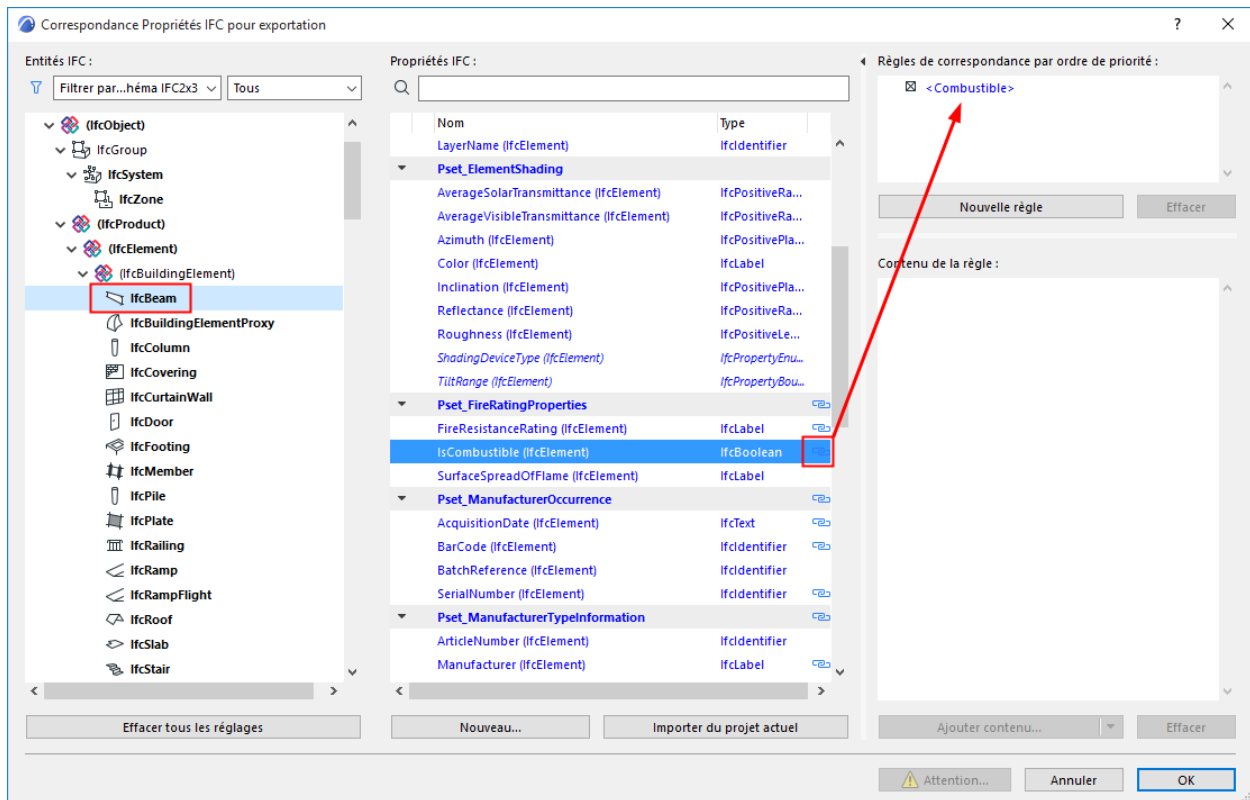 Correspondance Propriétés IFC pour exportation
?
Entités IFC :
Filtrer par...héma IFC2x3
Tous
(IfcObject)
IfcGroup
IfcSystem
IfcZone
(IfcProduct)
(IfcElement)
(IfcBuildingElement)
IfcBeam
IfcBuildingElementProxy
IfcColumn
IfcCovering
IfcCurtainWall
IfcDoor
IfcFooting
IfcMember
IfcPile
IfcPlate
IfcRailing
IfcRamp
IfcRampFlight
IfcRoof
IfcSlab
IfcStair
Effacer tous les réglages
Propriétés IFC :
Nom Type
LayerName (IfcElement) IfcIdentifier
Pset_ElementShading
AverageSolarTransmittance (IfcElement) IfcPositiveRa...
AverageVisibleTransmittance (IfcElement) IfcPositiveRa...
Azimuth (IfcElement) IfcPositivePla...
Color (IfcElement) IfcLabel
Inclination (IfcElement) IfcPositivePla...
Reflectance (IfcElement) IfcPositiveRa...
Roughness (IfcElement) IfcPositiveLe...
ShadingDeviceType (IfcElement) IfcPropertyEnu...
TiltRange (IfcElement) IfcPropertyBou...
Pset_FireRatingProperties
FireResistanceRating (IfcElement) IfcLabel
IsCombustible (IfcElement) IfcBoolean
SurfaceSpreadOfFlame (IfcElement) IfcLabel
Pset_ManufacturerOccurrence
AcquisitionDate (IfcElement) IfcText
BarCode (IfcElement) IfcIdentifier
BatchReference (IfcElement) IfcIdentifier
SerialNumber (IfcElement) IfcIdentifier
Pset_ManufacturerTypeInformation
ArticleNumber (IfcElement) IfcIdentifier
Manufacturer (IfcElement) IfcLabel
Nouveau...
Importer du projet actuel
Règles de correspondance par ordre de priorité :
<Combustible>
Nouvelle règle
Effacer
Contenu de la règle :
Ajouter contenu...
Effacer
Attention...
Annuler
OK